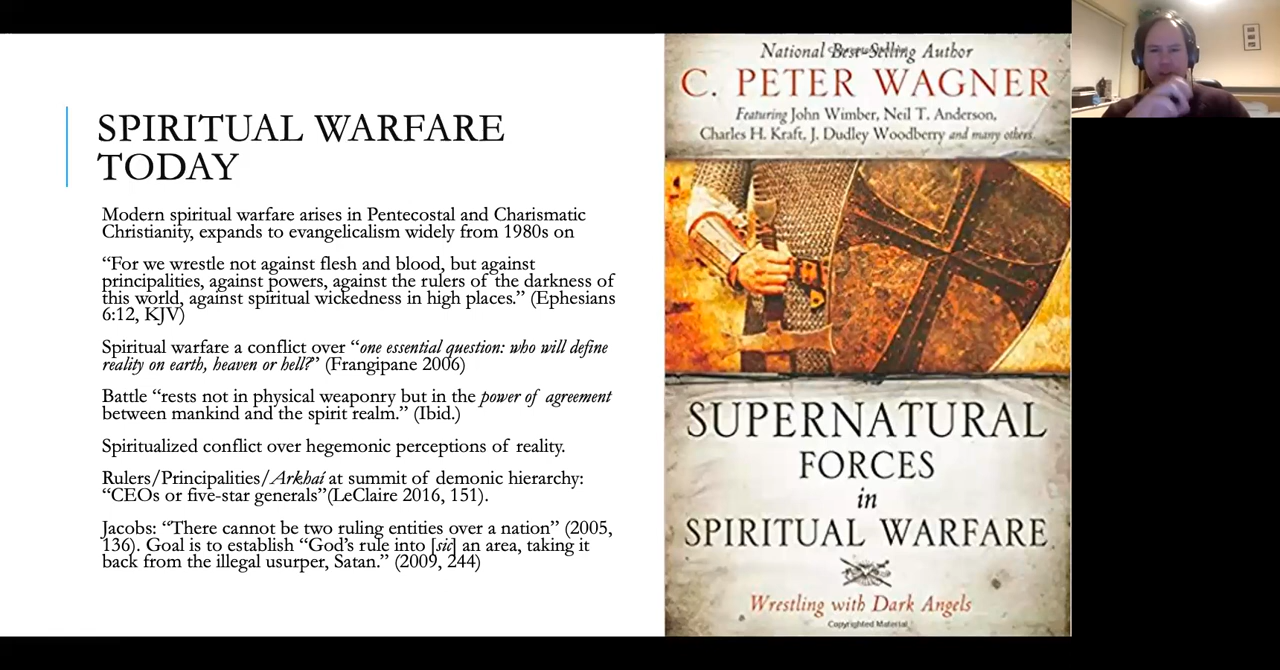 SPIRITUAL WARFARE
TODAY
Modern spiritual warfare arises in Pentecostal and Charismatic
Christianity, expands to evangelicalism widely from 1980s on
“For we wrestle not against flesh and blood, but against
principalities, against powers, against the rulers of the darkness of
this world, against spiritual wickedness in high places.” (Ephesians
6:12, KJV)
Spiritual warfare a conflict over “one essential question: who will define
reality on earth, heaven or hell?” (Frangipane 2006)
Battle “rests not in physical weaponry but in the power of agreement
between mankind and the spirit realm.” (Ibid.)
Spiritualized conflict over hegemonic perceptions of reality.
Rulers/Principalities/Arkhaí at summit of demonic hierarchy:
“CEOs or five-star generals”(LeClaire 2016, 151).
Jacobs: “There cannot be two ruling entities over a nation” (2005,
136). Goal is to establish “God’s rule into [sic] an area, taking it
back from the illegal usurper, Satan.” (2009, 244)
National Best-Selling Author
C. PETER WAGNER
Featuring John Wimber, Neil T. Anderson,
Charles H. Kraft, J. Dudley Woodberry and many others
SUPERNATURAL
FORCES
in
SPIRITUAL WARFARE
Wrestling with Dark Angels
Copyrighted Material